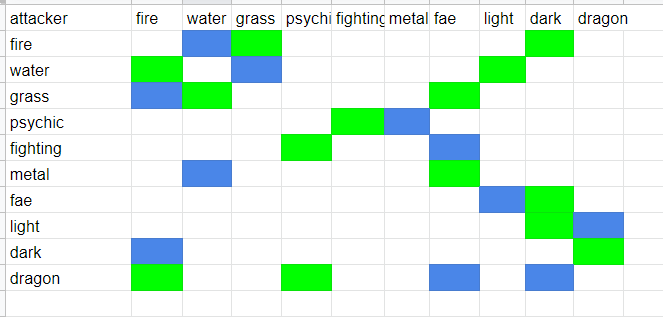 attacker fire water grass psychi fighting metal fae light dark dragon
fire
water
grass
psychic
fighting
metal
fae
light
dark
dragon